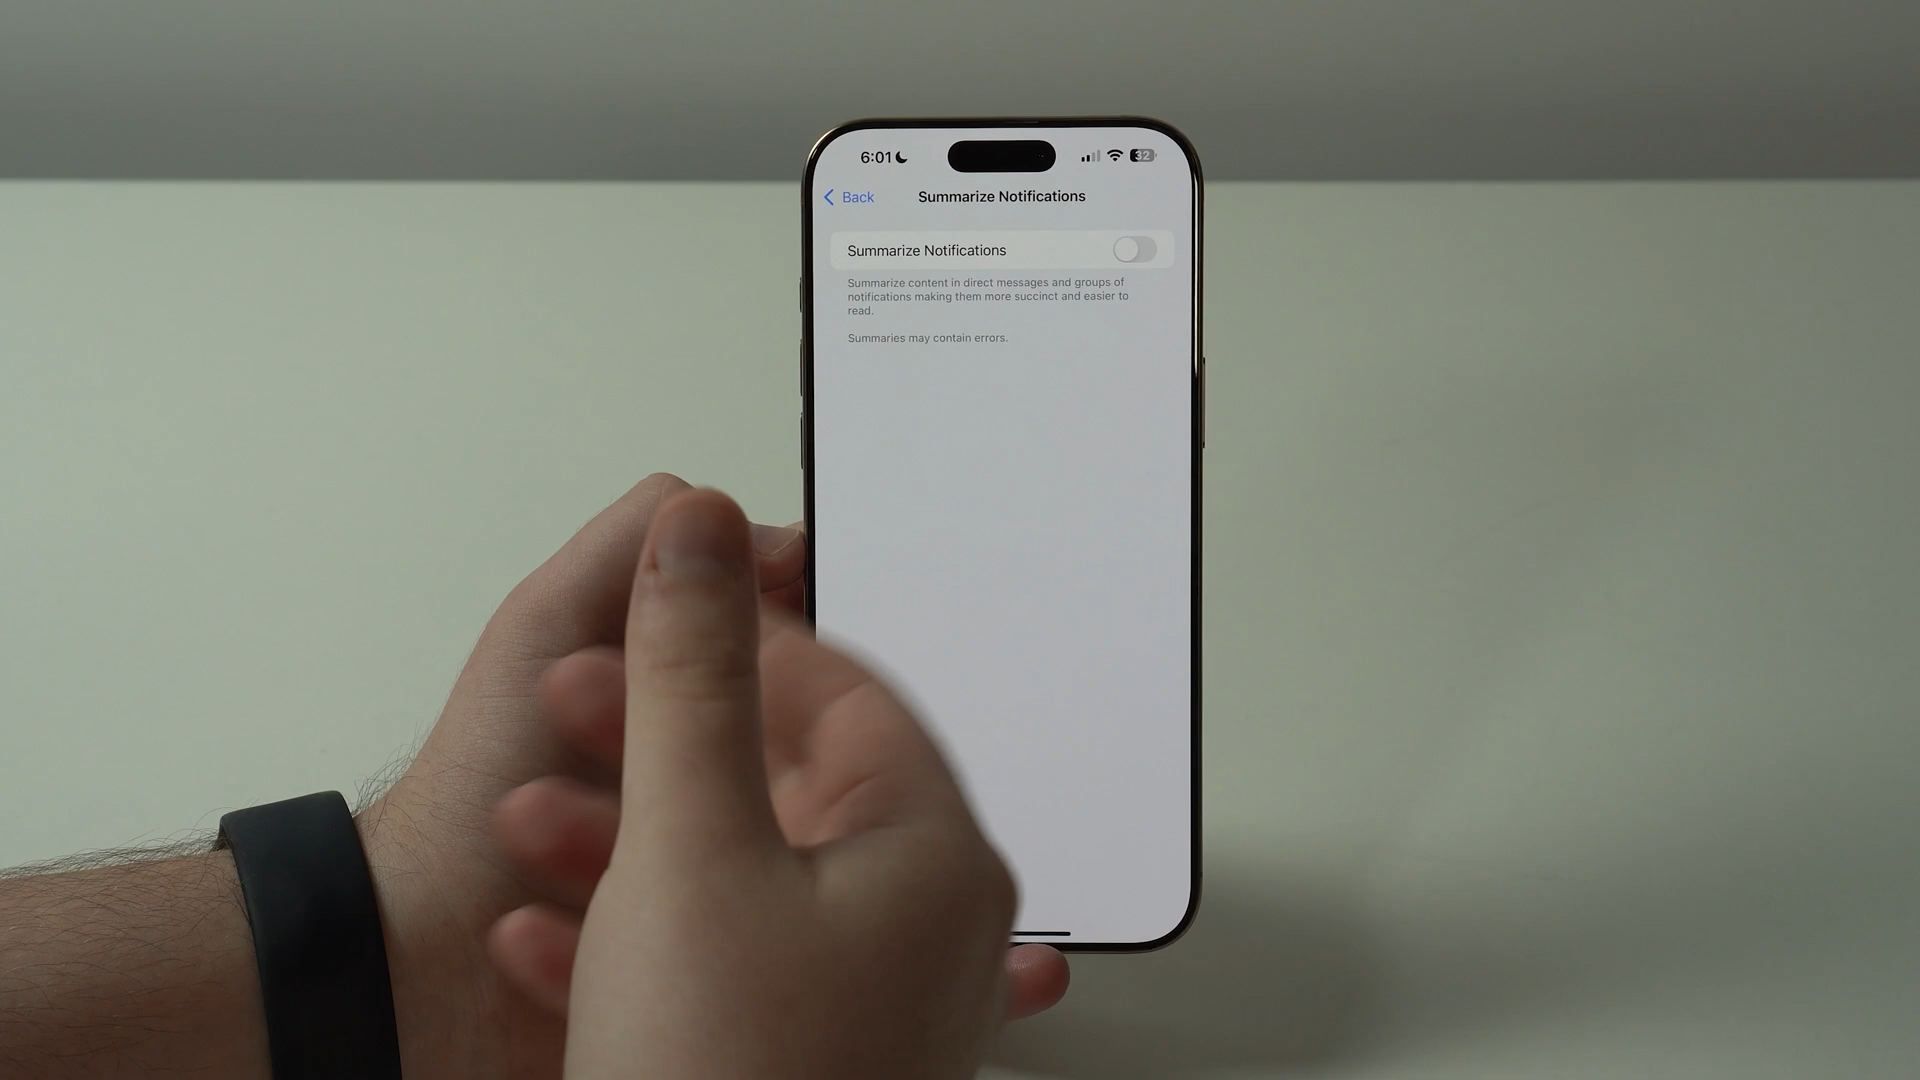 6:01
32
Back
Summarize Notifications
Summarize Notifications
Summarize content in direct messages and groups of
notifications making them more succinct and easier to
read.
Summaries may contain errors.